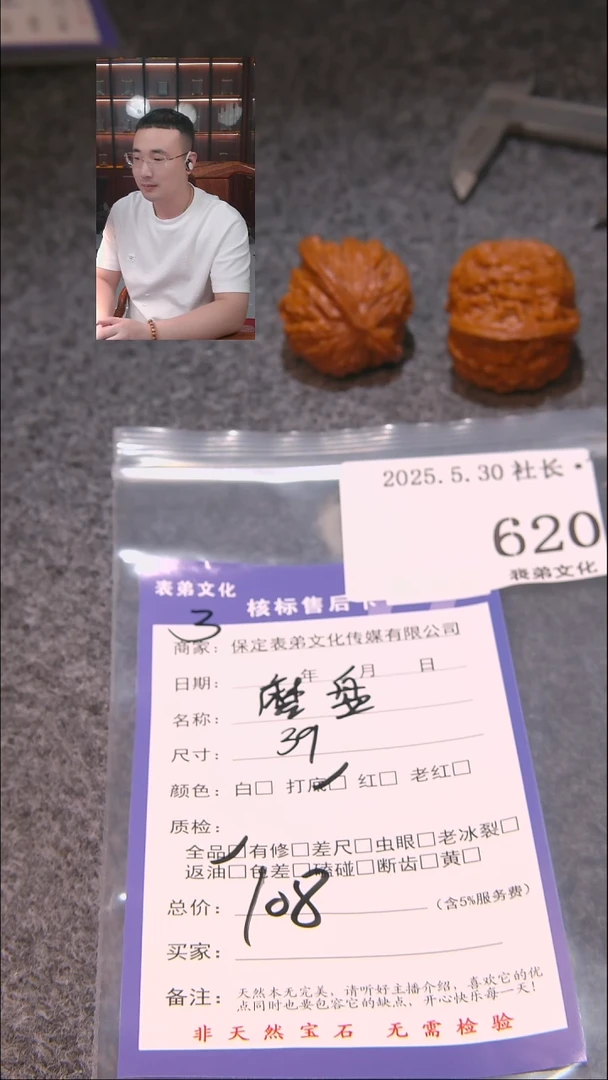 2025.5.30 社长·
620
表弟文化
表弟文化
核标售后卡
3
商家：保定表弟文化传媒有限公司
日期： 年 月 日
名称： 磨盘
尺寸： 39
颜色： 白□ 打底□ 红□ 老红□
质检：
全品□有修□差尺□虫眼□老冰裂□
返油□色差□磕碰□断齿□黄□
总价： 108 （含5%服务费）
买家：
备注： 天然本无完美，请听好主播介绍，喜欢它的优
点同时也要包容它的缺点，开心快乐每一天！
非天然宝石 无需检验